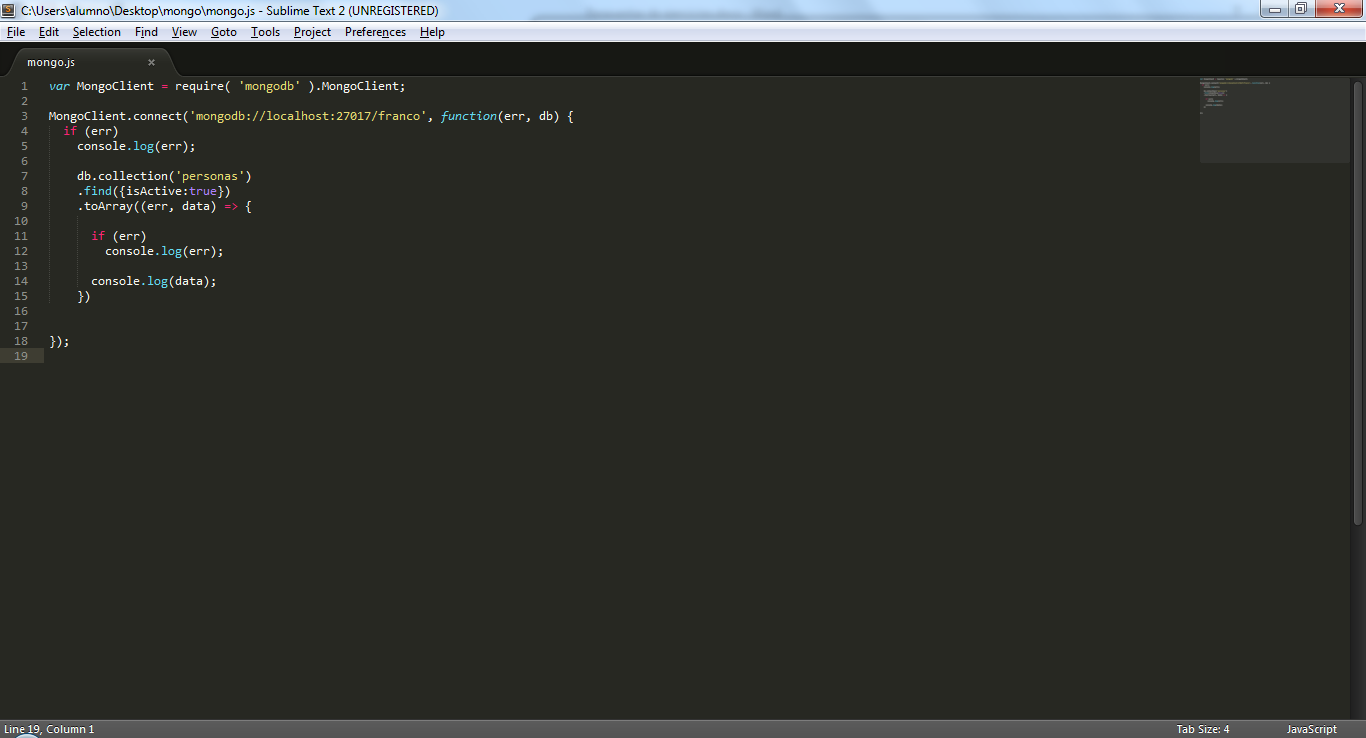 C:\Users\alumno\Desktop\mongo\mongo.js - Sublime Text 2 (UNREGISTERED)
File Edit Selection Find View Goto Tools Project Preferences Help
mongo.js ×
1 var MongoClient = require( 'mongodb' ).MongoClient;
2
3 MongoClient.connect('mongodb://localhost:27017/franco', function(err, db) {
4 if (err)
5 console.log(err);
6
7 db.collection('personas')
8 .find({isActive:true})
9 .toArray((err, data) => {
10
11 if (err)
12 console.log(err);
13
14 console.log(data);
15 })
16
17
18 });
19
Line 19, Column 1 Tab Size: 4 JavaScript